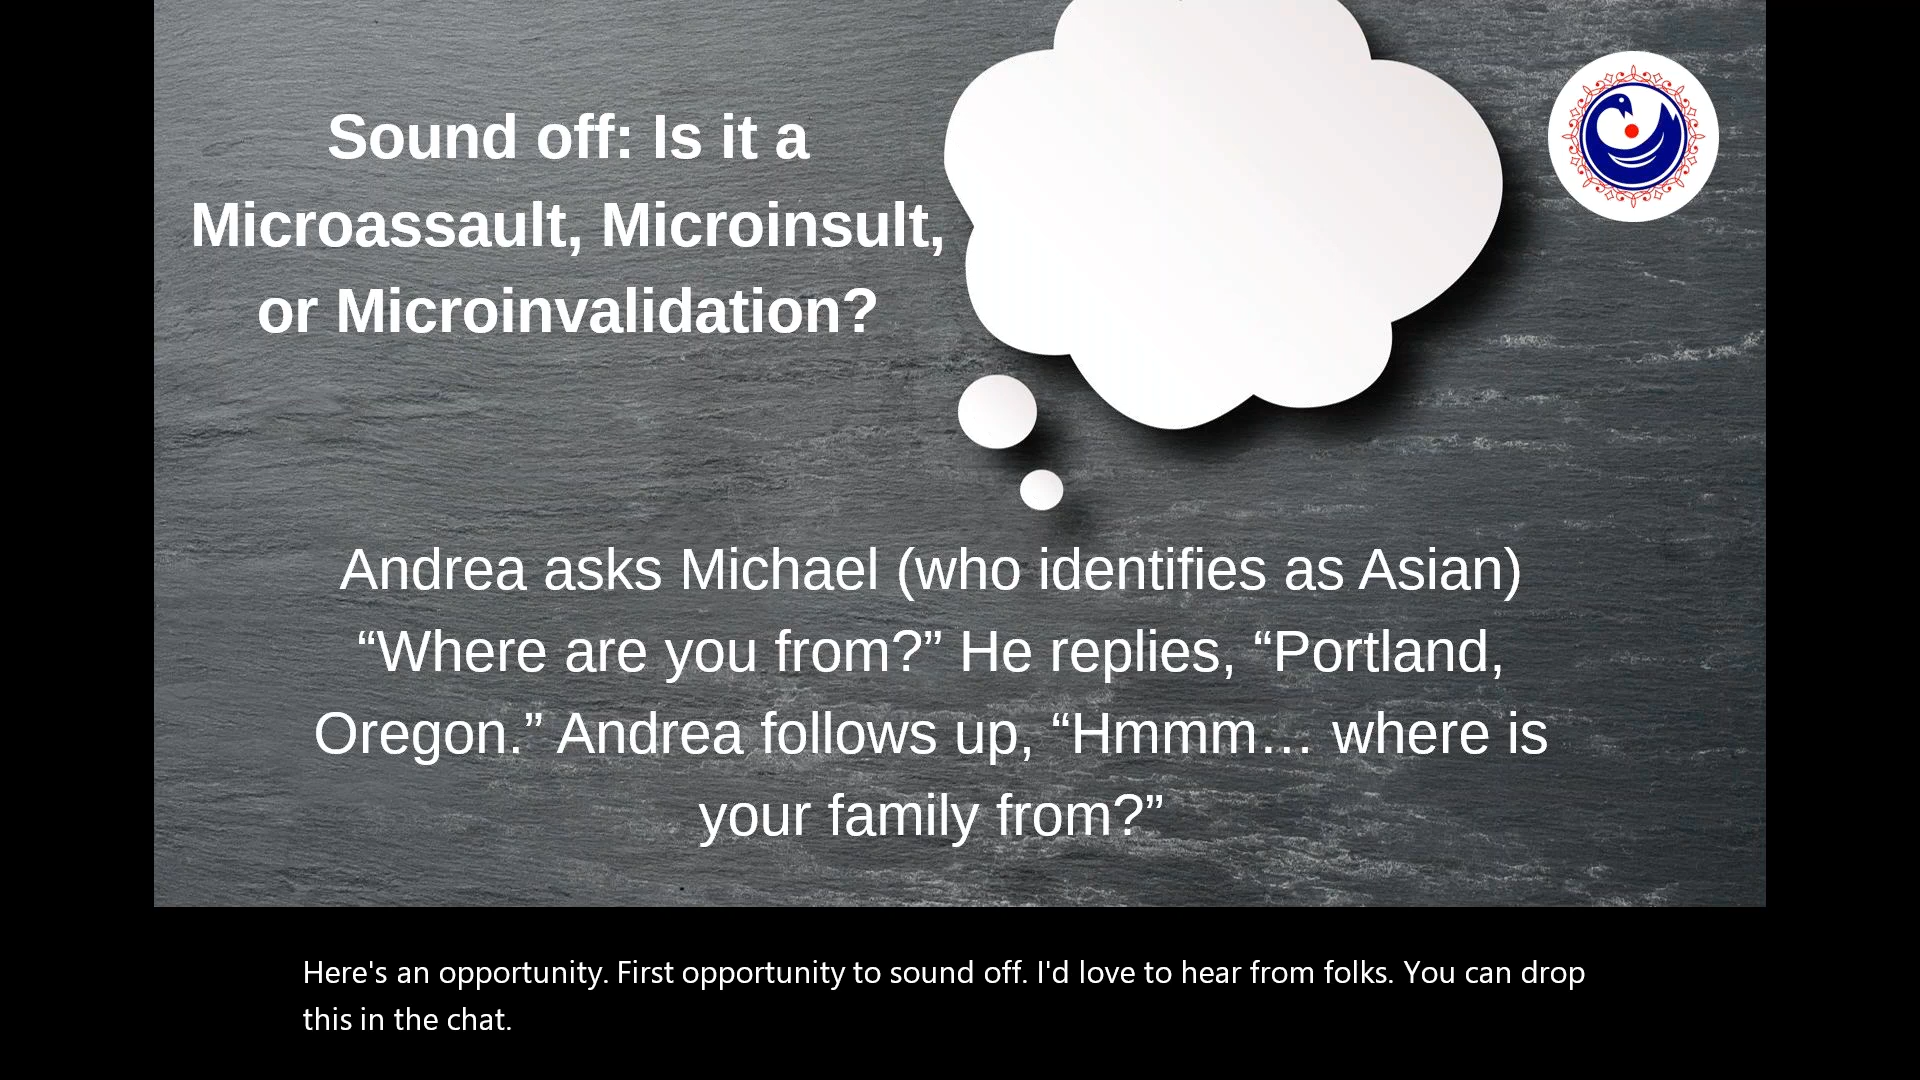 Sound off: Is it a
Microassault, Microinsult,
or Microinvalidation?
Andrea asks Michael (who identifies as Asian)
“Where are you from?” He replies, “Portland,
Oregon.” Andrea follows up, “Hmmm… where is
your family from?”
Here's an opportunity. First opportunity to sound off. I'd love to hear from folks. You can drop
this in the chat.